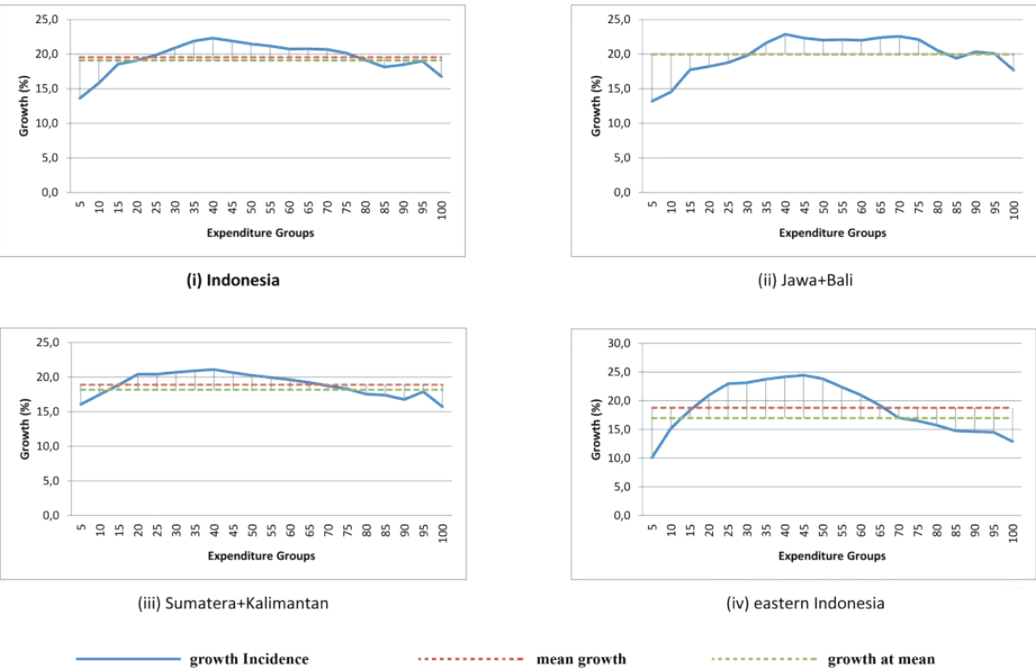 25,0
20,0
15,0
10,0
5,0
0,0
Growth (%)
5 10 15 20 25 30 35 40 45 50 55 60 65 70 75 80 85 90 95 100
Expenditure Groups
(i) Indonesia
25,0
20,0
15,0
10,0
5,0
0,0
Growth (%)
5 10 15 20 25 30 35 40 45 50 55 60 65 70 75 80 85 90 95 100
Expenditure Groups
(ii) Jawa+Bali
25,0
20,0
15,0
10,0
5,0
0,0
Growth (%)
5 10 15 20 25 30 35 40 45 50 55 60 65 70 75 80 85 90 95 100
Expenditure Groups
(iii) Sumatera+Kalimantan
30,0
25,0
20,0
15,0
10,0
5,0
0,0
Growth (%)
5 10 15 20 25 30 35 40 45 50 55 60 65 70 75 80 85 90 95 100
Expenditure Groups
(iv) eastern Indonesia
growth Incidence mean growth growth at mean